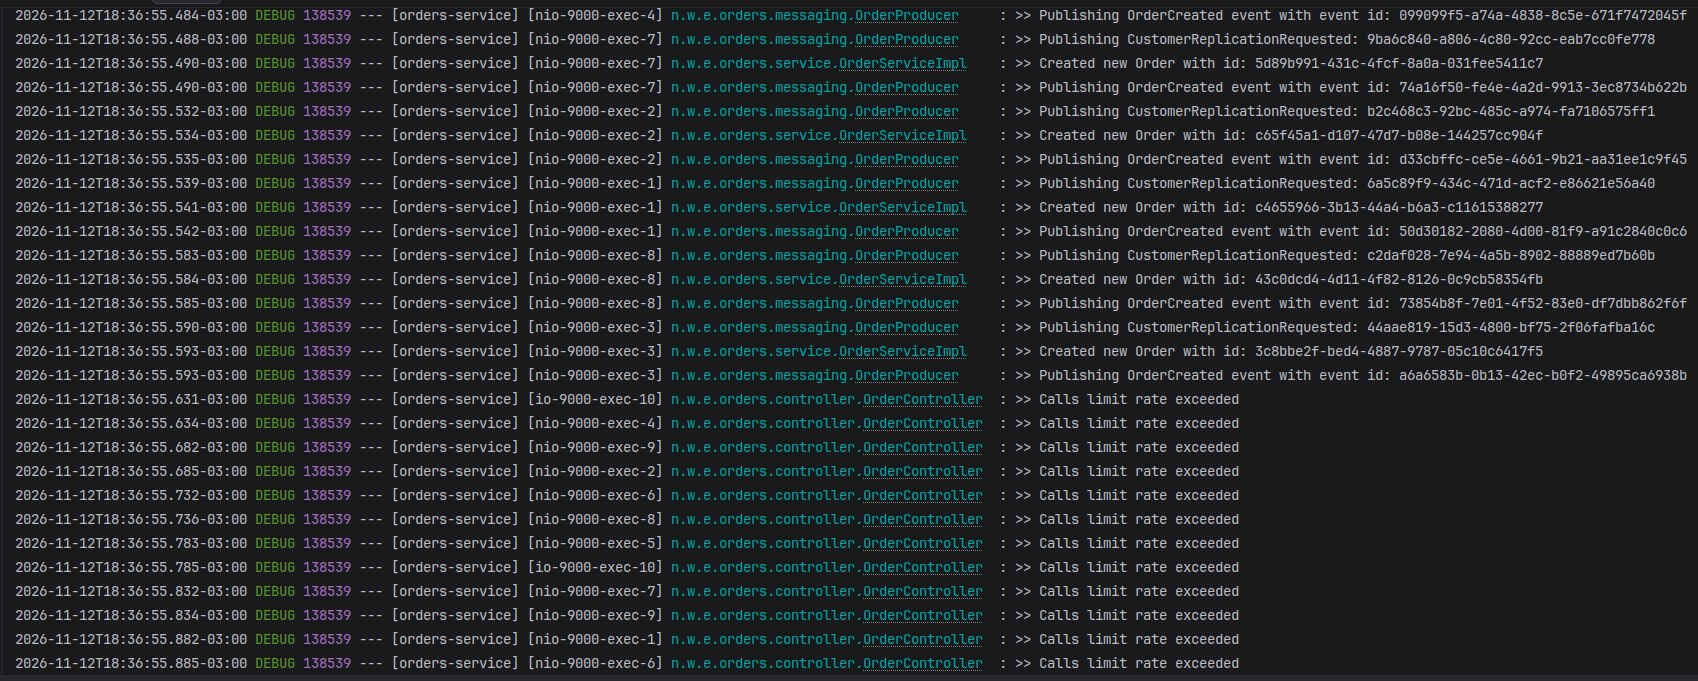 2026-11-12T18:36:55.484-03:00 DEBUG 138539 --- [orders-service] [nio-9000-exec-4] n.w.e.orders.messaging.OrderProducer     : >> Publishing OrderCreated event with event id: 099099f5-a74a-4838-8c5e-671f7472045f
2026-11-12T18:36:55.488-03:00 DEBUG 138539 --- [orders-service] [nio-9000-exec-7] n.w.e.orders.messaging.OrderProducer     : >> Publishing CustomerReplicationRequested: 9ba6c840-a806-4c80-92cc-eab7cc0fe778
2026-11-12T18:36:55.490-03:00 DEBUG 138539 --- [orders-service] [nio-9000-exec-7] n.w.e.orders.service.OrderServiceImpl    : >> Created new Order with id: 5d89b991-431c-4fcf-8a0a-031fee5411c7
2026-11-12T18:36:55.490-03:00 DEBUG 138539 --- [orders-service] [nio-9000-exec-7] n.w.e.orders.messaging.OrderProducer     : >> Publishing OrderCreated event with event id: 74a16f50-fe4e-4a2d-9913-3ec8734b622b
2026-11-12T18:36:55.532-03:00 DEBUG 138539 --- [orders-service] [nio-9000-exec-2] n.w.e.orders.messaging.OrderProducer     : >> Publishing CustomerReplicationRequested: b2c468c3-92bc-485c-a974-fa7106575ff1
2026-11-12T18:36:55.534-03:00 DEBUG 138539 --- [orders-service] [nio-9000-exec-2] n.w.e.orders.service.OrderServiceImpl    : >> Created new Order with id: c65f45a1-d107-47d7-b08e-144257cc904f
2026-11-12T18:36:55.535-03:00 DEBUG 138539 --- [orders-service] [nio-9000-exec-2] n.w.e.orders.messaging.OrderProducer     : >> Publishing OrderCreated event with event id: d33cbffc-ce5e-4661-9b21-aa31ee1c9f45
2026-11-12T18:36:55.539-03:00 DEBUG 138539 --- [orders-service] [nio-9000-exec-1] n.w.e.orders.messaging.OrderProducer     : >> Publishing CustomerReplicationRequested: 6a5c89f9-434c-471d-acf2-e86621e56a40
2026-11-12T18:36:55.541-03:00 DEBUG 138539 --- [orders-service] [nio-9000-exec-1] n.w.e.orders.service.OrderServiceImpl    : >> Created new Order with id: c4655966-3b13-44a4-b6a3-c11615388277
2026-11-12T18:36:55.542-03:00 DEBUG 138539 --- [orders-service] [nio-9000-exec-1] n.w.e.orders.messaging.OrderProducer     : >> Publishing OrderCreated event with event id: 50d30182-2080-4d00-81f9-a91c2840c0c6
2026-11-12T18:36:55.583-03:00 DEBUG 138539 --- [orders-service] [nio-9000-exec-8] n.w.e.orders.messaging.OrderProducer     : >> Publishing CustomerReplicationRequested: c2daf028-7e94-4a5b-8902-88889ed7b60b
2026-11-12T18:36:55.584-03:00 DEBUG 138539 --- [orders-service] [nio-9000-exec-8] n.w.e.orders.service.OrderServiceImpl    : >> Created new Order with id: 43c0dcd4-4d11-4f82-8126-0c9cb58354fb
2026-11-12T18:36:55.585-03:00 DEBUG 138539 --- [orders-service] [nio-9000-exec-8] n.w.e.orders.messaging.OrderProducer     : >> Publishing OrderCreated event with event id: 73854b8f-7e01-4f52-83e0-df7dbb862f6f
2026-11-12T18:36:55.590-03:00 DEBUG 138539 --- [orders-service] [nio-9000-exec-3] n.w.e.orders.messaging.OrderProducer     : >> Publishing CustomerReplicationRequested: 44aae819-15d3-4800-bf75-2f06fafba16c
2026-11-12T18:36:55.593-03:00 DEBUG 138539 --- [orders-service] [nio-9000-exec-3] n.w.e.orders.service.OrderServiceImpl    : >> Created new Order with id: 3c8bbe2f-bed4-4887-9787-05c10c6417f5
2026-11-12T18:36:55.593-03:00 DEBUG 138539 --- [orders-service] [nio-9000-exec-3] n.w.e.orders.messaging.OrderProducer     : >> Publishing OrderCreated event with event id: a6a6583b-0b13-42ec-b0f2-49895ca6938b
2026-11-12T18:36:55.631-03:00 DEBUG 138539 --- [orders-service] [io-9000-exec-10] n.w.e.orders.controller.OrderController  : >> Calls limit rate exceeded
2026-11-12T18:36:55.634-03:00 DEBUG 138539 --- [orders-service] [nio-9000-exec-4] n.w.e.orders.controller.OrderController  : >> Calls limit rate exceeded
2026-11-12T18:36:55.682-03:00 DEBUG 138539 --- [orders-service] [nio-9000-exec-9] n.w.e.orders.controller.OrderController  : >> Calls limit rate exceeded
2026-11-12T18:36:55.685-03:00 DEBUG 138539 --- [orders-service] [nio-9000-exec-2] n.w.e.orders.controller.OrderController  : >> Calls limit rate exceeded
2026-11-12T18:36:55.732-03:00 DEBUG 138539 --- [orders-service] [nio-9000-exec-6] n.w.e.orders.controller.OrderController  : >> Calls limit rate exceeded
2026-11-12T18:36:55.736-03:00 DEBUG 138539 --- [orders-service] [nio-9000-exec-8] n.w.e.orders.controller.OrderController  : >> Calls limit rate exceeded
2026-11-12T18:36:55.783-03:00 DEBUG 138539 --- [orders-service] [nio-9000-exec-5] n.w.e.orders.controller.OrderController  : >> Calls limit rate exceeded
2026-11-12T18:36:55.785-03:00 DEBUG 138539 --- [orders-service] [io-9000-exec-10] n.w.e.orders.controller.OrderController  : >> Calls limit rate exceeded
2026-11-12T18:36:55.832-03:00 DEBUG 138539 --- [orders-service] [nio-9000-exec-7] n.w.e.orders.controller.OrderController  : >> Calls limit rate exceeded
2026-11-12T18:36:55.834-03:00 DEBUG 138539 --- [orders-service] [nio-9000-exec-9] n.w.e.orders.controller.OrderController  : >> Calls limit rate exceeded
2026-11-12T18:36:55.882-03:00 DEBUG 138539 --- [orders-service] [nio-9000-exec-1] n.w.e.orders.controller.OrderController  : >> Calls limit rate exceeded
2026-11-12T18:36:55.885-03:00 DEBUG 138539 --- [orders-service] [nio-9000-exec-6] n.w.e.orders.controller.OrderController  : >> Calls limit rate exceeded